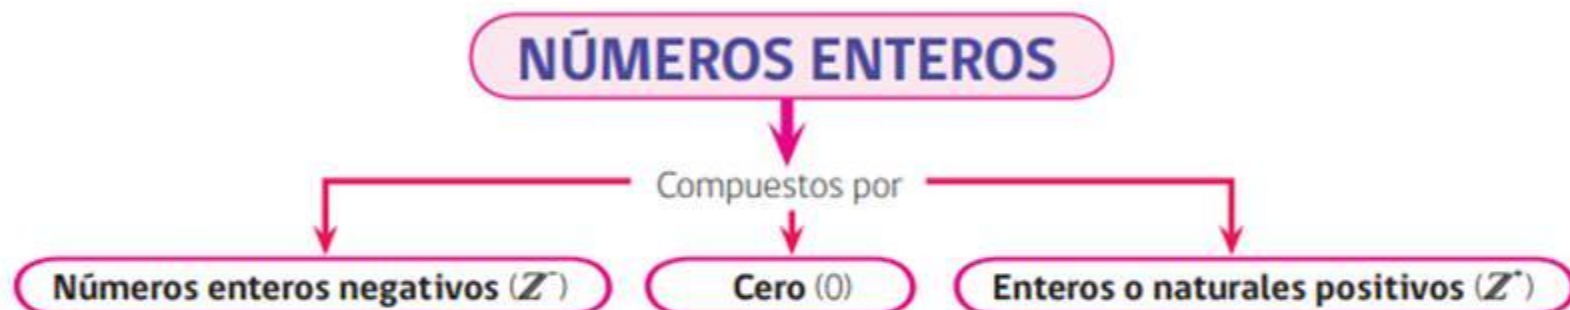 NÚMEROS ENTEROS
Compuestos por
Números enteros negativos (Z⁻)
Cero (0)
Enteros o naturales positivos (Z⁺)